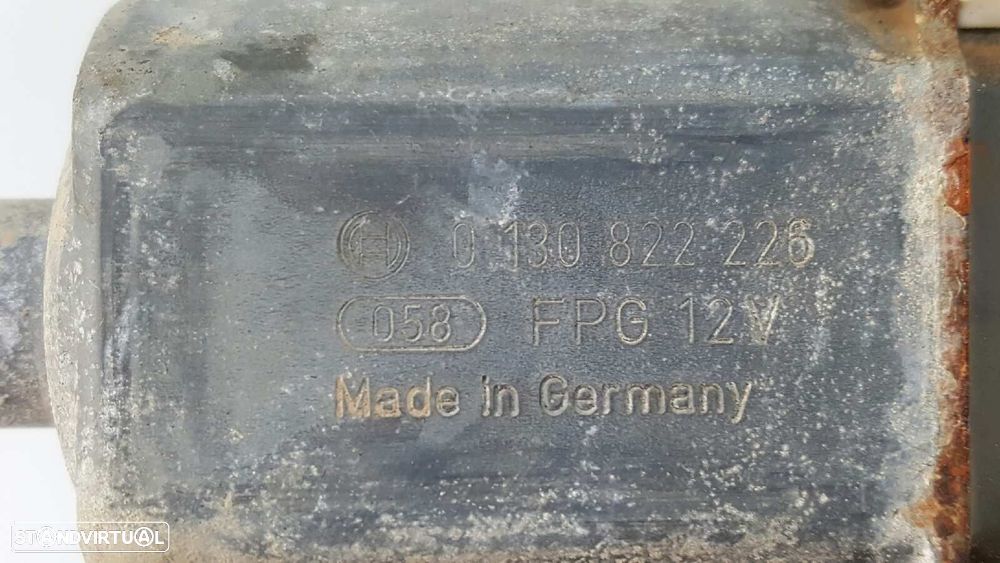 0 130 822 226
058 FPG 12V
Made in Germany
STANDVIRTUAL